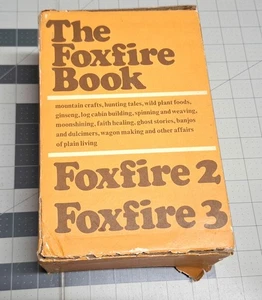 The
Foxfire
Book
mountain crafts, hunting tales, wild plant foods,
ginseng, log cabin building, spinning and weaving,
moonshining, faith healing, ghost stories, banjos
and dulcimers, wagon making and other affairs
of plain living
Foxfire 2
Foxfire 3